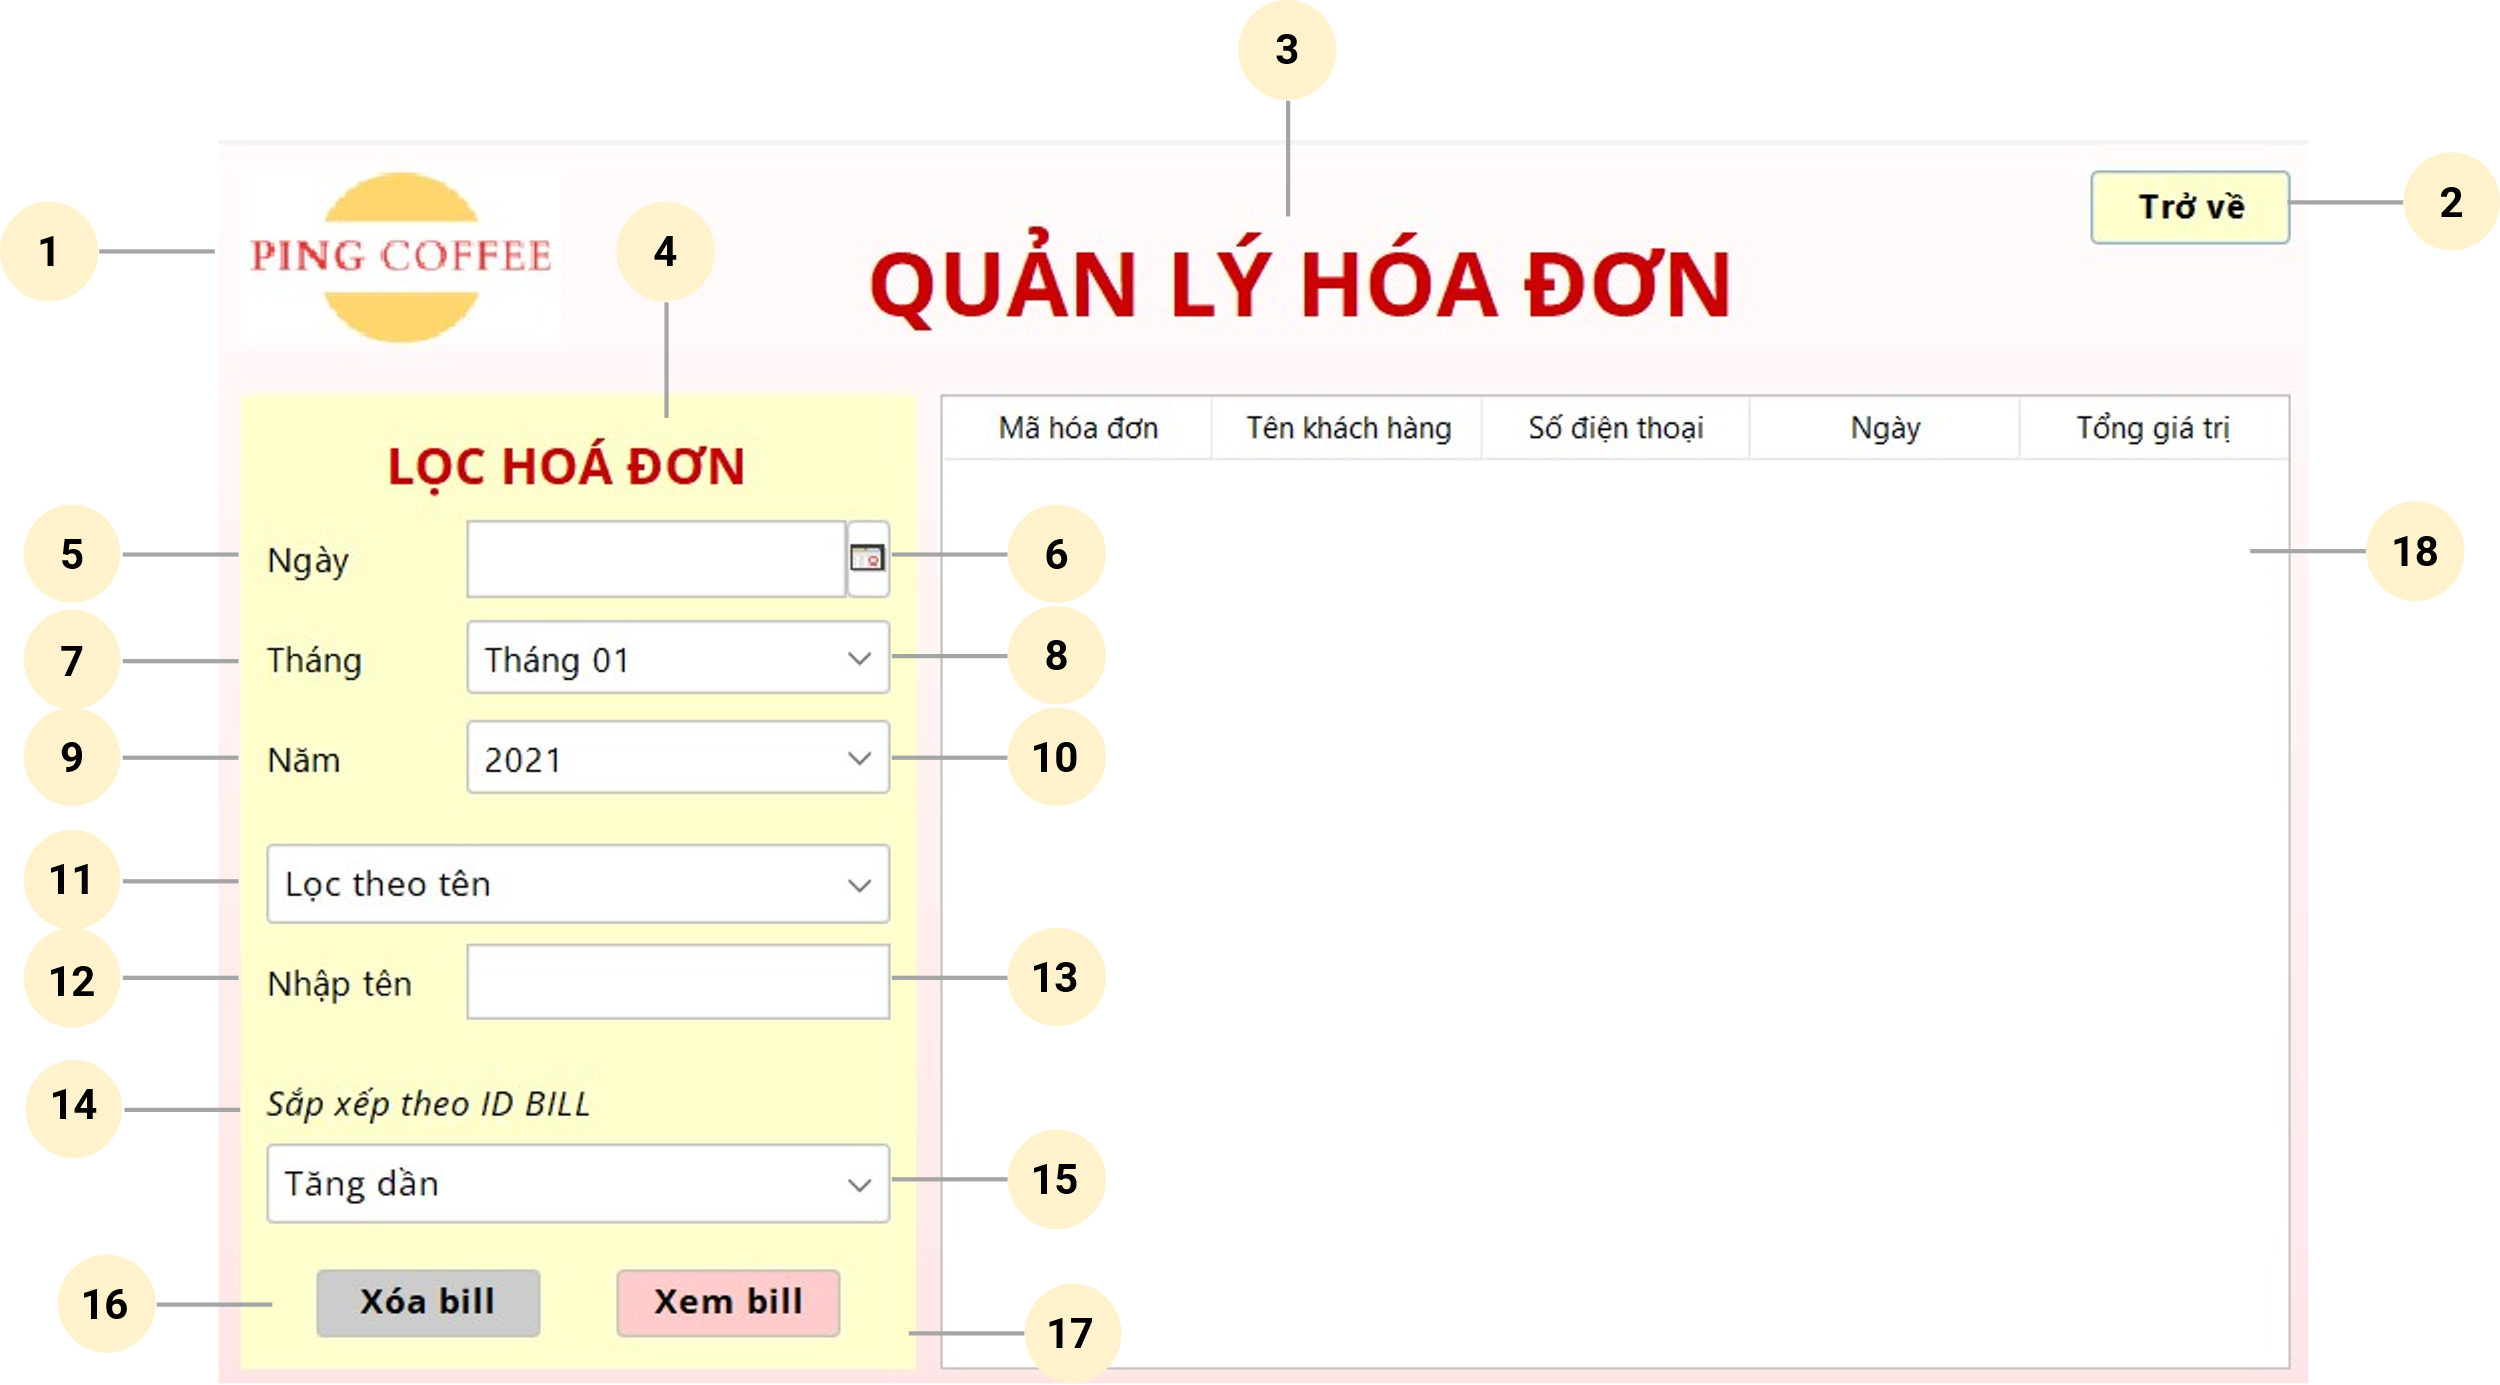 3
Trở về
2
1
PING COFFEE
4
QUẢN LÝ HÓA ĐƠN
Mã hóa đơn Tên khách hàng Số điện thoại Ngày Tổng giá trị
LỌC HOÁ ĐƠN
5
Ngày
6
18
7
Tháng
Tháng 01
8
9
Năm
2021
10
11
Lọc theo tên
12
Nhập tên
13
14
Sắp xếp theo ID BILL
Tăng dần
15
16
Xóa bill
Xem bill
17